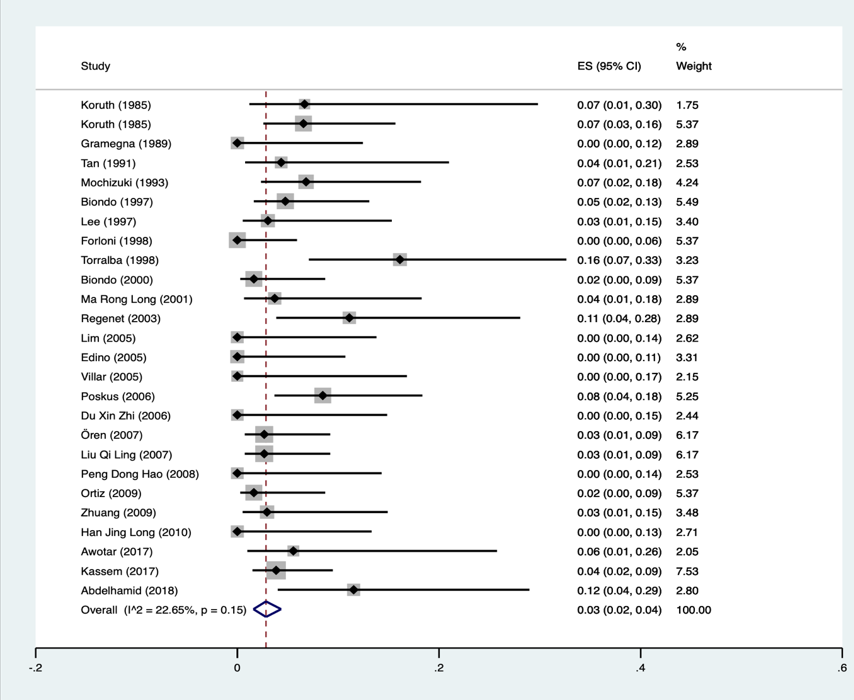 %
Study ES (95% CI) Weight
Koruth (1985) 0.07 (0.01, 0.30) 1.75
Koruth (1985) 0.07 (0.03, 0.16) 5.37
Gramegna (1989) 0.00 (0.00, 0.12) 2.89
Tan (1991) 0.04 (0.01, 0.21) 2.53
Mochizuki (1993) 0.07 (0.02, 0.18) 4.24
Biondo (1997) 0.05 (0.02, 0.13) 5.49
Lee (1997) 0.03 (0.01, 0.15) 3.40
Forloni (1998) 0.00 (0.00, 0.06) 5.37
Torralba (1998) 0.16 (0.07, 0.33) 3.23
Biondo (2000) 0.02 (0.00, 0.09) 5.37
Ma Rong Long (2001) 0.04 (0.01, 0.18) 2.89
Regenet (2003) 0.11 (0.04, 0.28) 2.89
Lim (2005) 0.00 (0.00, 0.14) 2.62
Edino (2005) 0.00 (0.00, 0.11) 3.31
Villar (2005) 0.00 (0.00, 0.17) 2.15
Poskus (2006) 0.08 (0.04, 0.18) 5.25
Du Xin Zhi (2006) 0.00 (0.00, 0.15) 2.44
Ören (2007) 0.03 (0.01, 0.09) 6.17
Liu Qi Ling (2007) 0.03 (0.01, 0.09) 6.17
Peng Dong Hao (2008) 0.00 (0.00, 0.14) 2.53
Ortiz (2009) 0.02 (0.00, 0.09) 5.37
Zhuang (2009) 0.03 (0.01, 0.15) 3.48
Han Jing Long (2010) 0.00 (0.00, 0.13) 2.71
Awotar (2017) 0.06 (0.01, 0.26) 2.05
Kassem (2017) 0.04 (0.02, 0.09) 7.53
Abdelhamid (2018) 0.12 (0.04, 0.29) 2.80
Overall (I^2 = 22.65%, p = 0.15) 0.03 (0.02, 0.04) 100.00
-.2 0 .2 .4 .6